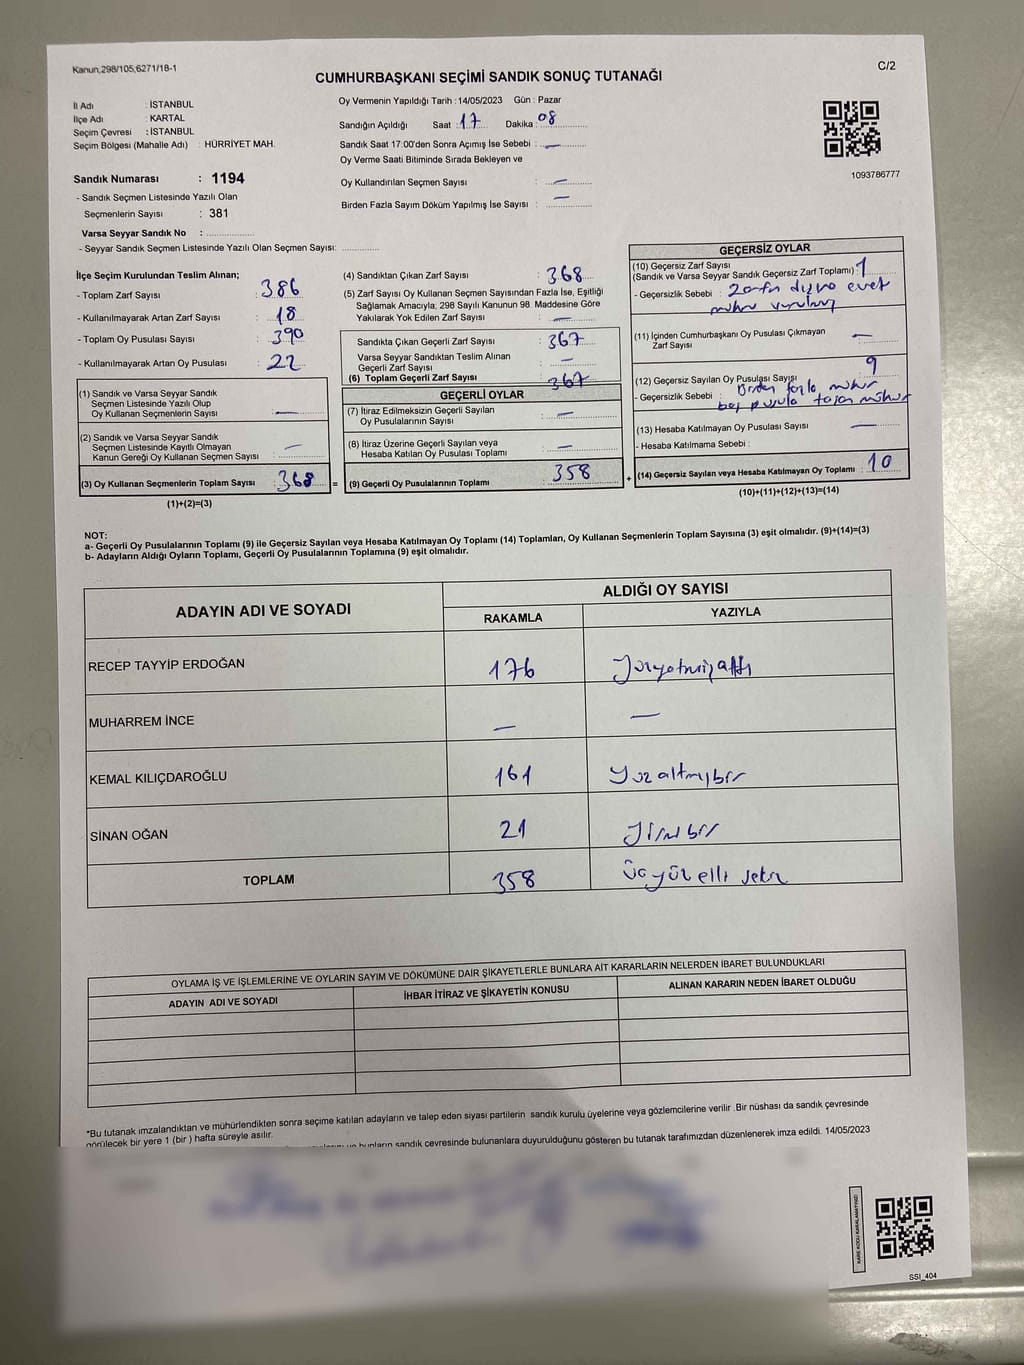 Kanun,298/105,6271/18-1
C/2
CUMHURBAŞKANI SEÇİMİ SANDIK SONUÇ TUTANAĞI
İl Adı : İSTANBUL
İlçe Adı : KARTAL
Seçim Çevresi : İSTANBUL
Seçim Bölgesi (Mahalle Adı) : HÜRRİYET MAH.
Oy Vermenin Yapıldığı Tarih : 14/05/2023 Gün : Pazar
Sandığın Açıldığı Saat : 17 Dakika : 08
Sandık Saat 17:00'den Sonra Açımış İse Sebebi : —
Oy Verme Saati Bitiminde Sırada Bekleyen ve
Oy Kullandırılan Seçmen Sayısı : —
Birden Fazla Sayım Döküm Yapılmış İse Sayısı : —
1093786777
Sandık Numarası : 1194
- Sandık Seçmen Listesinde Yazılı Olan
Seçmenlerin Sayısı : 381
Varsa Seyyar Sandık No :
- Seyyar Sandık Seçmen Listesinde Yazılı Olan Seçmen Sayısı:
İlçe Seçim Kurulundan Teslim Alınan;
- Toplam Zarf Sayısı : 386
- Kullanılmayarak Artan Zarf Sayısı : 18
- Toplam Oy Pusulası Sayısı : 390
- Kullanılmayarak Artan Oy Pusulası : 22
(1) Sandık ve Varsa Seyyar Sandık
Seçmen Listesinde Yazılı Olup
Oy Kullanan Seçmenlerin Sayısı : —
(2) Sandık ve Varsa Seyyar Sandık
Seçmen Listesinde Kayıtlı Olmayan
Kanun Gereği Oy Kullanan Seçmen Sayısı : —
(3) Oy Kullanan Seçmenlerin Toplam Sayısı : 368
(1)+(2)=(3)
=
(4) Sandıktan Çıkan Zarf Sayısı : 368
(5) Zarf Sayısı Oy Kullanan Seçmen Sayısından Fazla İse, Eşitliği
Sağlamak Amacıyla; 298 Sayılı Kanunun 98. Maddesine Göre
Yakılarak Yok Edilen Zarf Sayısı : —
Sandıkta Çıkan Geçerli Zarf Sayısı : 367
Varsa Seyyar Sandıktan Teslim Alınan
Geçerli Zarf Sayısı : —
(6) Toplam Geçerli Zarf Sayısı : 367
GEÇERLİ OYLAR
(7) İtiraz Edilmeksizin Geçerli Sayılan
Oy Pusulalarının Sayısı : —
(8) İtiraz Üzerine Geçerli Sayılan veya
Hesaba Katılan Oy Pusulası Toplamı : —
(9) Geçerli Oy Pusulalarının Toplamı : 358
+
GEÇERSİZ OYLAR
(10) Geçersiz Zarf Sayısı
(Sandık ve Varsa Seyyar Sandık Geçersiz Zarf Toplamı) : 1
- Geçersizlik Sebebi : Zarfın dışına evet
mührü
(11) İçinden Cumhurbaşkanı Oy Pusulası Çıkmayan
Zarf Sayısı : —
(12) Geçersiz Sayılan Oy Pusulası Sayısı : 9
- Geçersizlik Sebebi : Birden fazla mühür
boş pusula taşan mühür
(13) Hesaba Katılmayan Oy Pusulası Sayısı : —
- Hesaba Katılmama Sebebi :
(14) Geçersiz Sayılan veya Hesaba Katılmayan Oy Toplamı : 10
(10)+(11)+(12)+(13)=(14)
NOT:
a- Geçerli Oy Pusulalarının Toplamı (9) ile Geçersiz Sayılan veya Hesaba Katılmayan Oy Toplamı (14) Toplamları, Oy Kullanan Seçmenlerin Toplam Sayısına (3) eşit olmalıdır. (9)+(14)=(3)
b- Adayların Aldığı Oyların Toplamı, Geçerli Oy Pusulalarının Toplamına (9) eşit olmalıdır.
ADAYIN ADI VE SOYADI
ALDIĞI OY SAYISI
RAKAMLA YAZIYLA
RECEP TAYYİP ERDOĞAN 176 Yüzyetmişaltı
MUHARREM İNCE — —
KEMAL KILIÇDAROĞLU 161 Yüzaltmışbir
SİNAN OĞAN 21 Yirmibir
TOPLAM 358 Üçyüz elli sekiz
OYLAMA İŞ VE İŞLEMLERİNE VE OYLARIN SAYIM VE DÖKÜMÜNE DAİR ŞİKAYETLERLE BUNLARA AİT KARARLARIN NELERDEN İBARET BULUNDUKLARI
ADAYIN ADI VE SOYADI İHBAR İTİRAZ VE ŞİKAYETİN KONUSU ALINAN KARARIN NEDEN İBARET OLDUĞU
*Bu tutanak imzalandıktan ve mühürlendikten sonra seçime katılan adayların ve talep eden siyasi partilerin sandık kurulu üyelerine veya gözlemcilerine verilir .Bir nüshası da sandık çevresinde
görülecek bir yere 1 (bir ) hafta süreyle asılır.
bunların sandık çevresinde bulunanlara duyurulduğunu gösteren bu tutanak tarafımızdan düzenlenerek imza edildi. 14/05/2023
KARE KODU KARALAMAYINIZ!
SSI_404